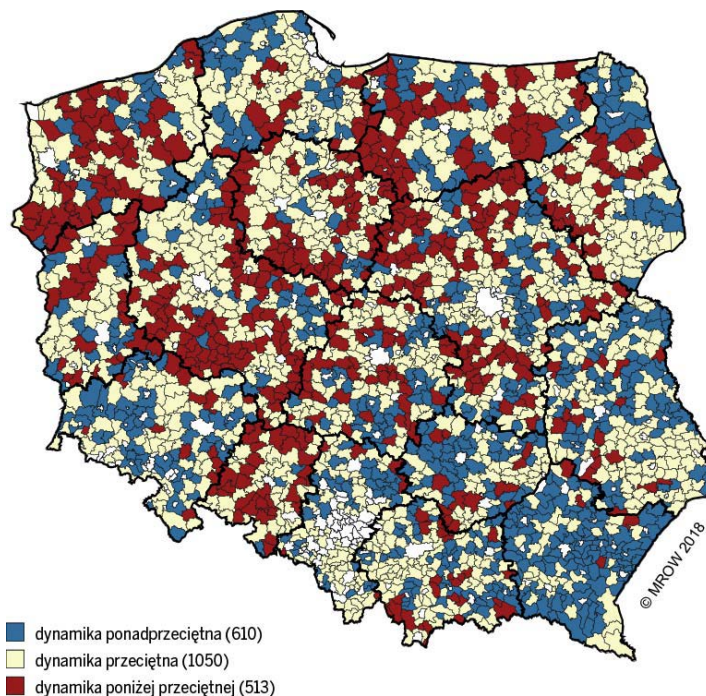 © MROW 2018
dynamika ponadprzeciętna (610)
dynamika przeciętna (1050)
dynamika poniżej przeciętnej (513)